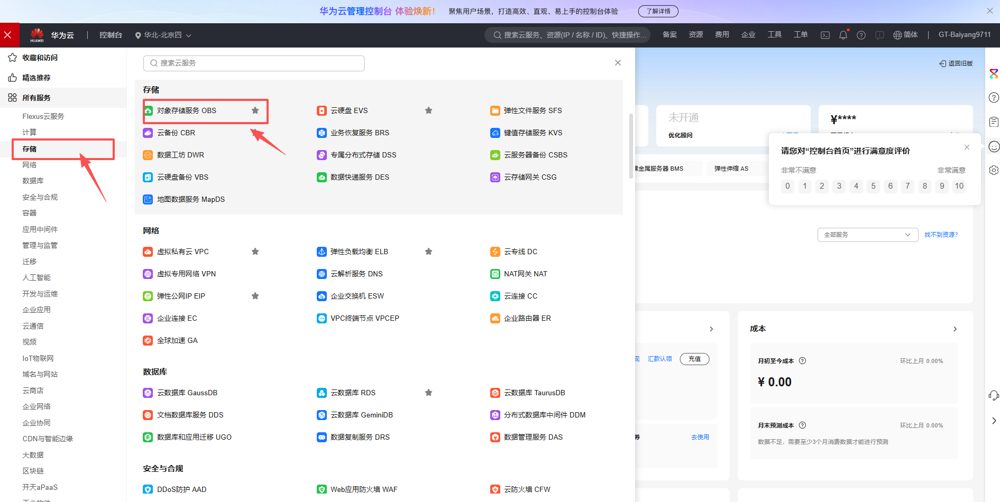 华为云管理控制台 体验焕新！ 聚焦用户场景，打造高效、直观、易上手的控制台体验 了解详情
HUAWEI 华为云 控制台 华北-北京四 搜索云服务、资源(IP / 名称 / ID)、快捷操作... 备案 资源 费用 企业 工具 工单 简体 GT-Baiyang9711
收藏和访问
精选推荐
所有服务
Flexus云服务
计算
存储
网络
数据库
安全与合规
容器
应用中间件
管理与监管
迁移
人工智能
开发与运维
企业应用
云通信
视频
IoT物联网
域名与网站
云商店
企业网络
企业协同
CDN与智能边缘
大数据
区块链
开天aPaaS
搜索云服务
存储
对象存储服务 OBS 云硬盘 EVS 弹性文件服务 SFS
云备份 CBR 业务恢复服务 BRS 键值存储服务 KVS
数据工坊 DWR 专属分布式存储 DSS 云服务器备份 CSBS
云硬盘备份 VBS 数据快递服务 DES 云存储网关 CSG
地图数据服务 MapDS
网络
虚拟私有云 VPC 弹性负载均衡 ELB 云专线 DC
虚拟专用网络 VPN 云解析服务 DNS NAT网关 NAT
弹性公网IP EIP 企业交换机 ESW 云连接 CC
企业连接 EC VPC终端节点 VPCEP 企业路由器 ER
全球加速 GA
数据库
云数据库 GaussDB 云数据库 RDS 云数据库 TaurusDB
文档数据库服务 DDS 云数据库 GeminiDB 分布式数据库中间件 DDM
数据库和应用迁移 UGO 数据复制服务 DRS 数据管理服务 DAS
安全与合规
DDoS防护 AAD Web应用防火墙 WAF 云防火墙 CFW
返回旧版
未开通
优化顾问
¥****
金属服务器 BMS 弹性伸缩 AS
请您对“控制台首页”进行满意度评价
非常不满意 非常满意
0 1 2 3 4 5 6 7 8 9 10
全部服务 找不到资源?
汇款认领 充值
券 去使用
成本
月初至今成本 环比上月 0.00%
¥ 0.00
月末预测成本 环比上月 0.00%
数据不足，需要至少3个月消费数据才能进行预测